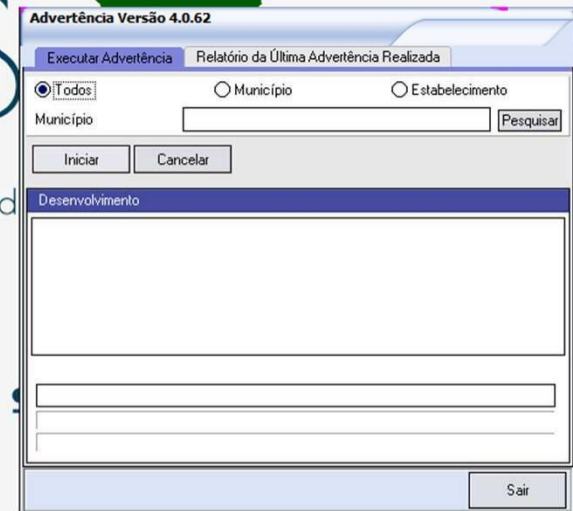 Advertência Versão 4.0.62
Executar Advertência Relatório da Última Advertência Realizada
Todos Município Estabelecimento
Município Pesquisar
Iniciar Cancelar
Desenvolvimento
Sair